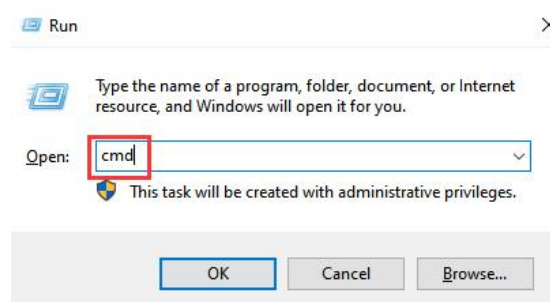 Run
Type the name of a program, folder, document, or Internet
resource, and Windows will open it for you.
Open: cmd
This task will be created with administrative privileges.
OK Cancel Browse...